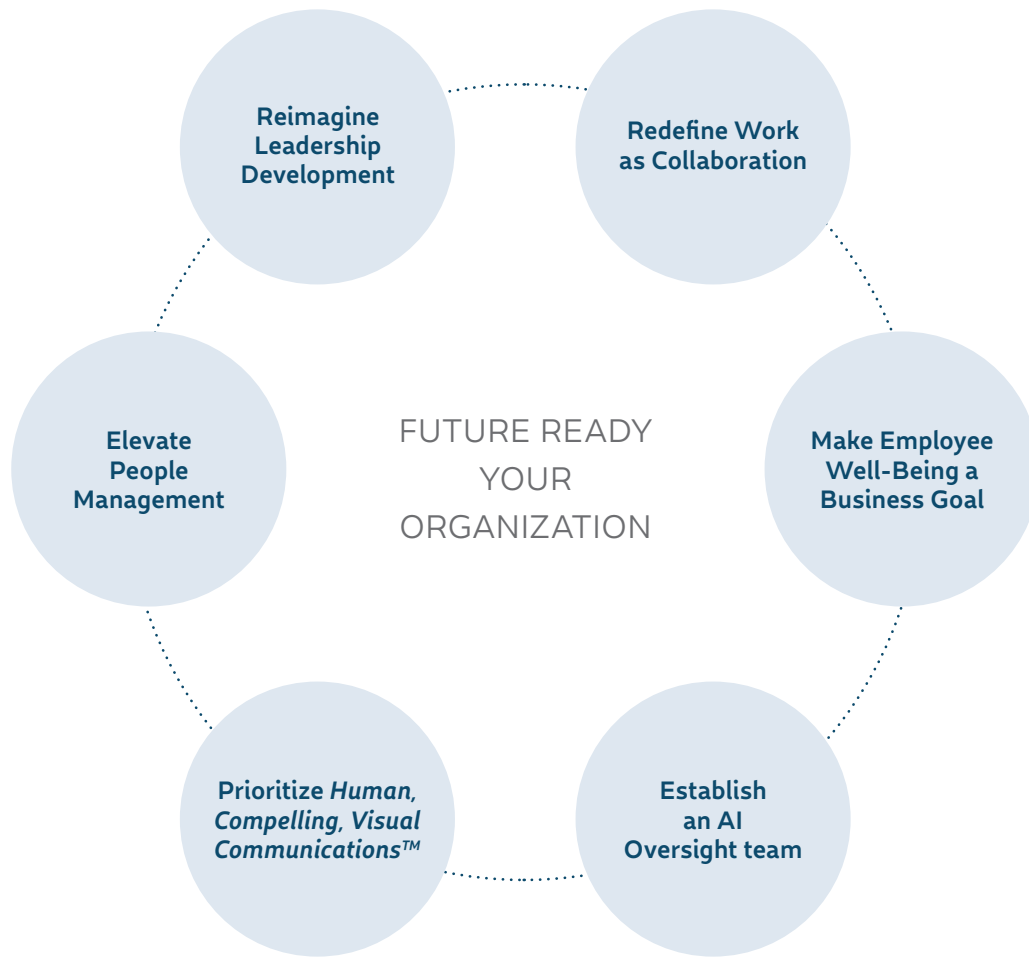 Reimagine
Leadership
Development
Redefine Work
as Collaboration
Elevate
People
Management
FUTURE READY
YOUR
ORGANIZATION
Make Employee
Well-Being a
Business Goal
Prioritize Human,
Compelling, Visual
Communications™
Establish
an AI
Oversight team